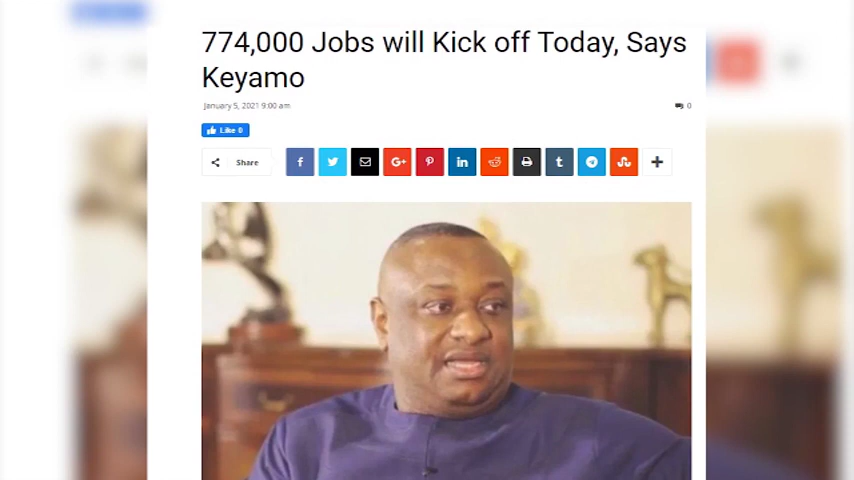 774,000 Jobs will Kick off Today, Says
Keyamo
January 5, 2021 9:00 am
0
Like 0
Share